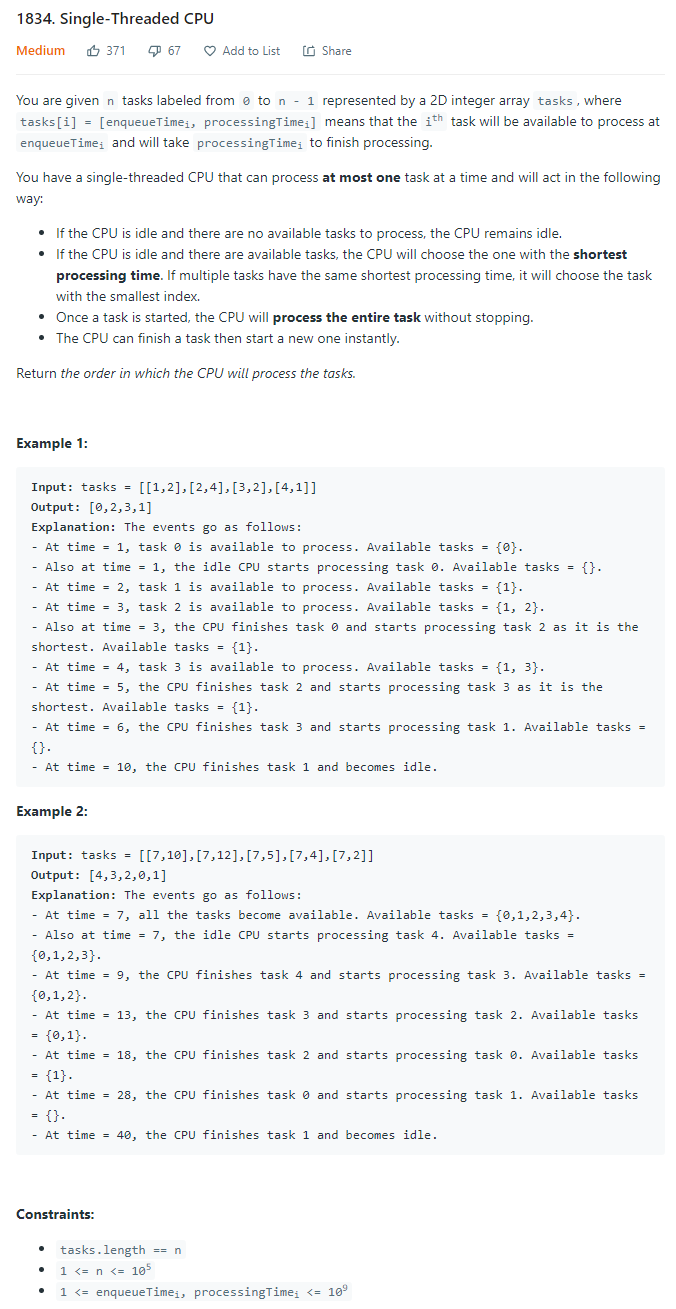 1834. Single-Threaded CPU
Medium 371 67 Add to List Share
You are given n tasks labeled from 0 to n - 1 represented by a 2D integer array tasks, where
tasks[i] = [enqueueTimeᵢ, processingTimeᵢ] means that the iᵗʰ task will be available to process at
enqueueTimeᵢ and will take processingTimeᵢ to finish processing.
You have a single-threaded CPU that can process at most one task at a time and will act in the following
way:
• If the CPU is idle and there are no available tasks to process, the CPU remains idle.
• If the CPU is idle and there are available tasks, the CPU will choose the one with the shortest
processing time. If multiple tasks have the same shortest processing time, it will choose the task
with the smallest index.
• Once a task is started, the CPU will process the entire task without stopping.
• The CPU can finish a task then start a new one instantly.
Return the order in which the CPU will process the tasks.
Example 1:
Input: tasks = [[1,2],[2,4],[3,2],[4,1]]
Output: [0,2,3,1]
Explanation: The events go as follows:
- At time = 1, task 0 is available to process. Available tasks = {0}.
- Also at time = 1, the idle CPU starts processing task 0. Available tasks = {}.
- At time = 2, task 1 is available to process. Available tasks = {1}.
- At time = 3, task 2 is available to process. Available tasks = {1, 2}.
- Also at time = 3, the CPU finishes task 0 and starts processing task 2 as it is the
shortest. Available tasks = {1}.
- At time = 4, task 3 is available to process. Available tasks = {1, 3}.
- At time = 5, the CPU finishes task 2 and starts processing task 3 as it is the
shortest. Available tasks = {1}.
- At time = 6, the CPU finishes task 3 and starts processing task 1. Available tasks =
{}.
- At time = 10, the CPU finishes task 1 and becomes idle.
Example 2:
Input: tasks = [[7,10],[7,12],[7,5],[7,4],[7,2]]
Output: [4,3,2,0,1]
Explanation: The events go as follows:
- At time = 7, all the tasks become available. Available tasks = {0,1,2,3,4}.
- Also at time = 7, the idle CPU starts processing task 4. Available tasks =
{0,1,2,3}.
- At time = 9, the CPU finishes task 4 and starts processing task 3. Available tasks =
{0,1,2}.
- At time = 13, the CPU finishes task 3 and starts processing task 2. Available tasks
= {0,1}.
- At time = 18, the CPU finishes task 2 and starts processing task 0. Available tasks
= {1}.
- At time = 28, the CPU finishes task 0 and starts processing task 1. Available tasks
= {}.
- At time = 40, the CPU finishes task 1 and becomes idle.
Constraints:
• tasks.length == n
• 1 <= n <= 10⁵
• 1 <= enqueueTimeᵢ, processingTimeᵢ <= 10⁹